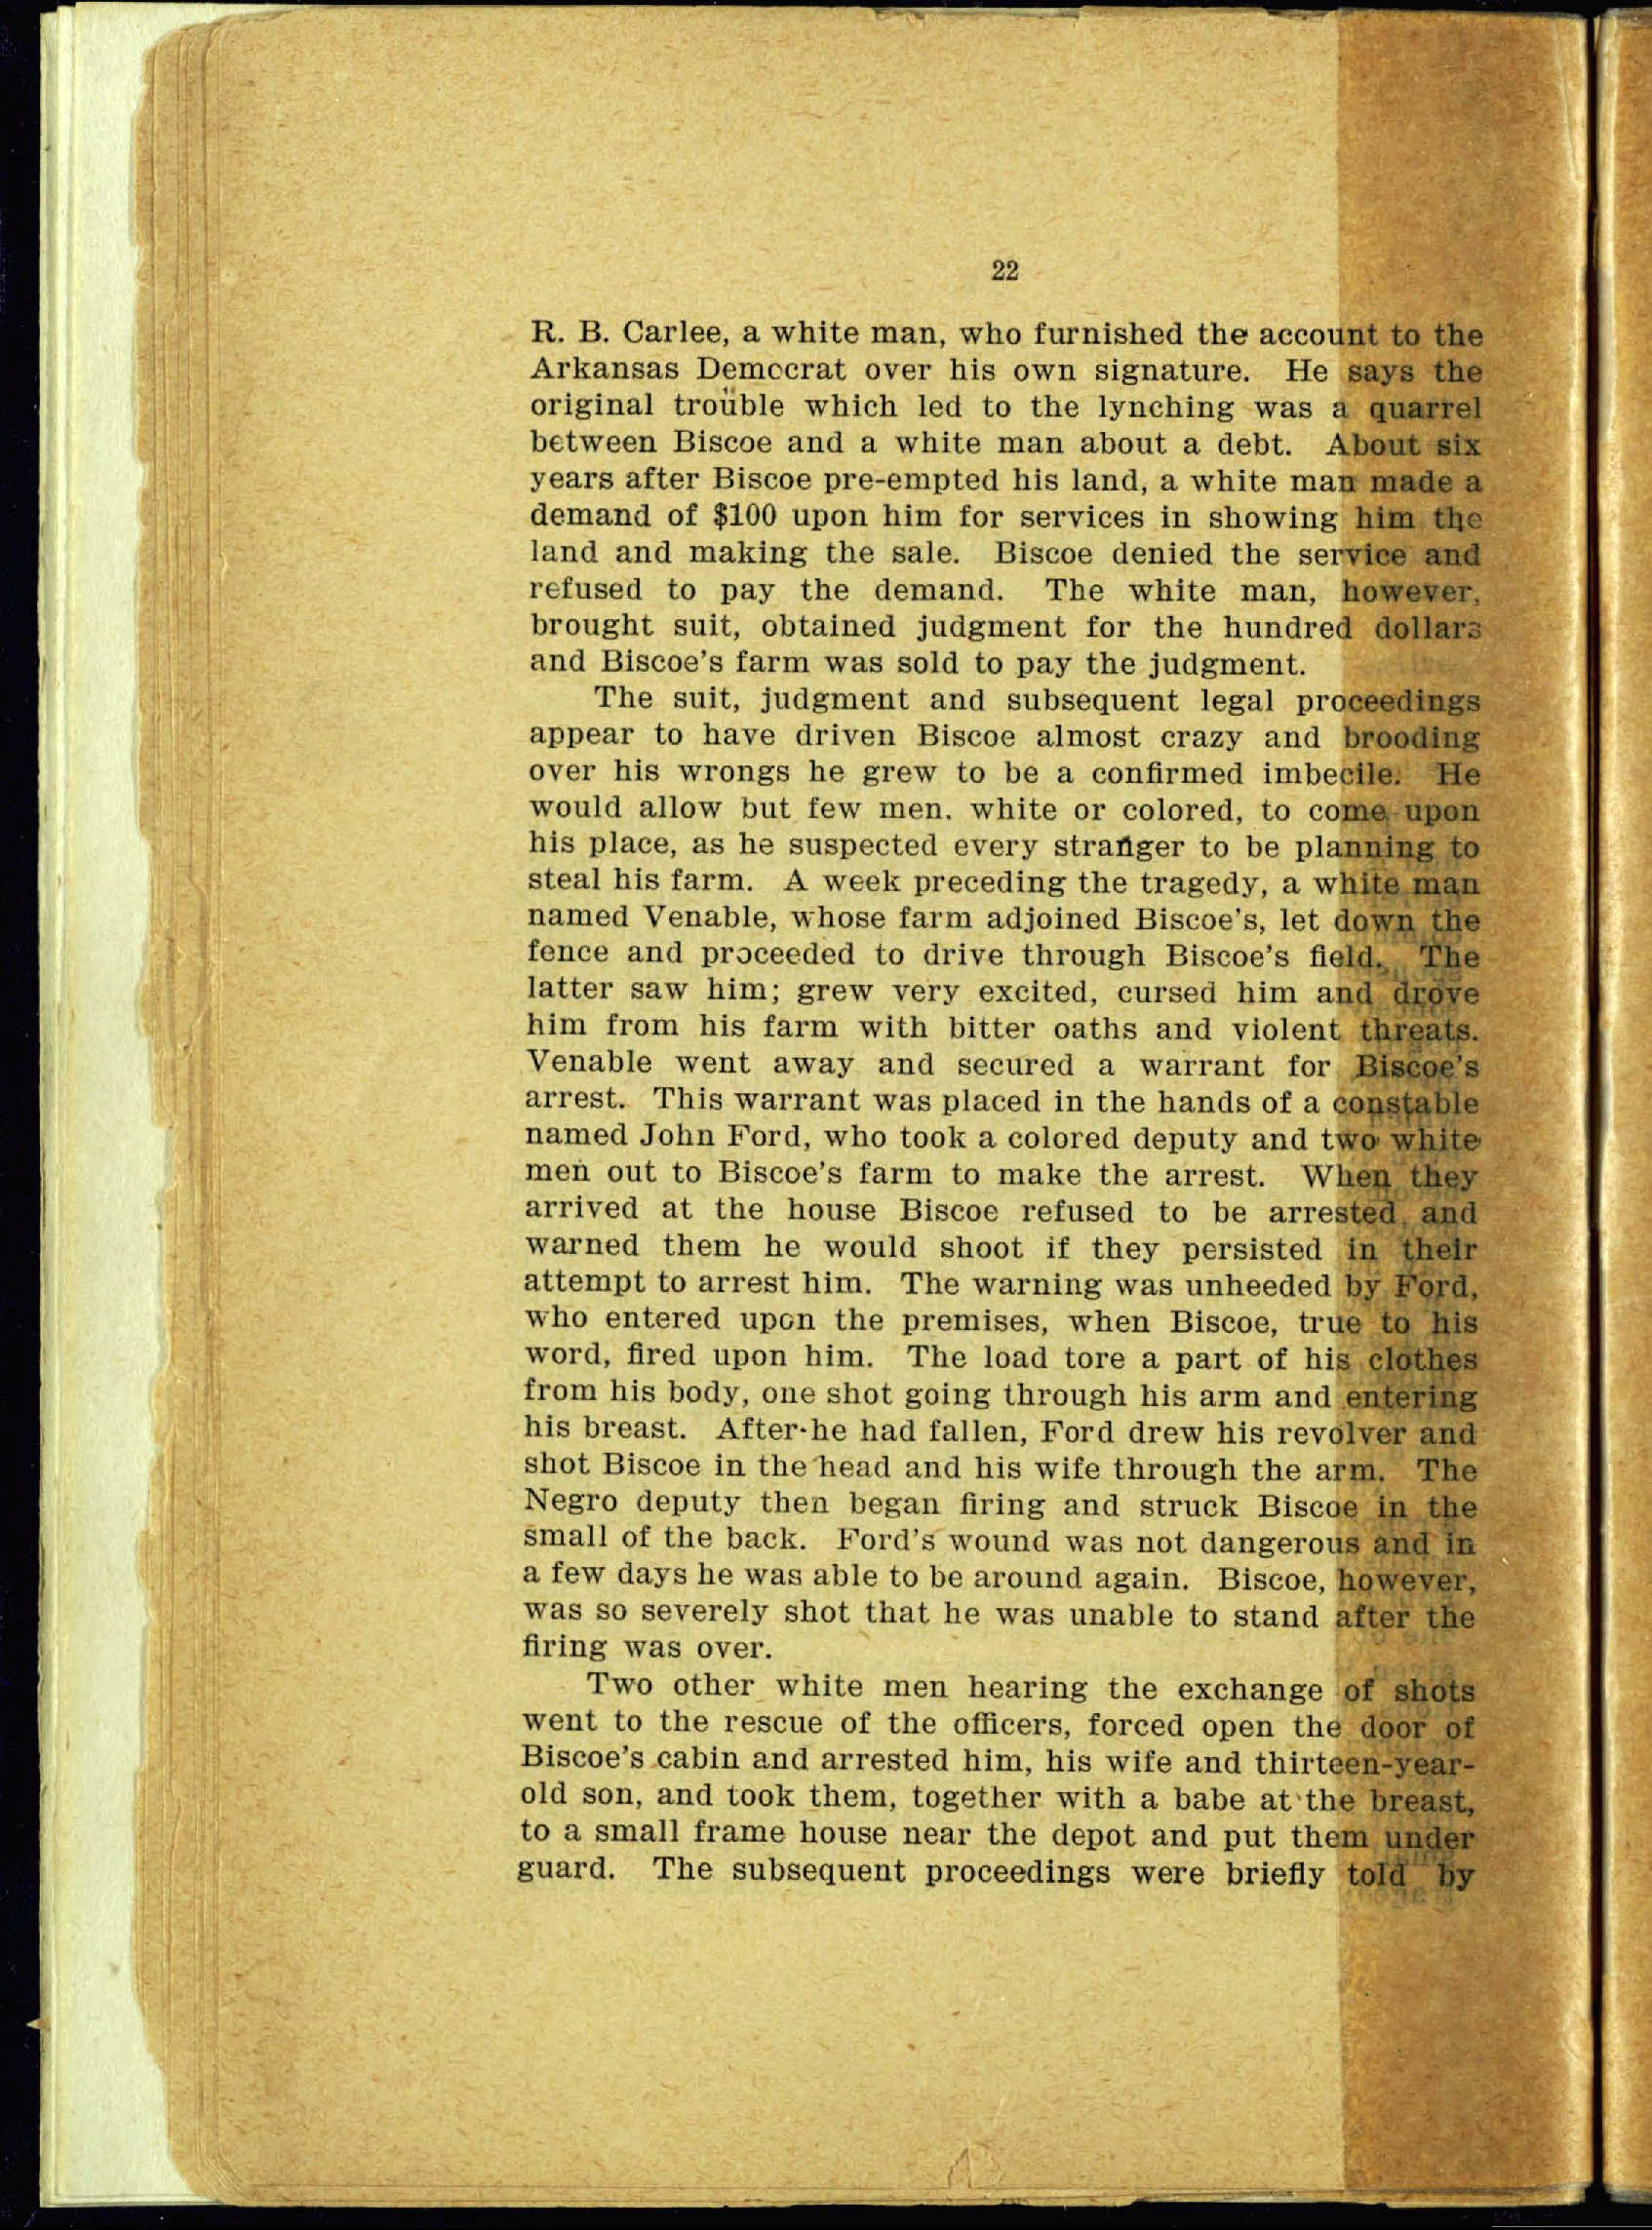 22
R. B. Carlee, a white man, who furnished the account to the
Arkansas Democrat over his own signature. He says the
original trouble which led to the lynching was a quarrel
between Biscoe and a white man about a debt. About six
years after Biscoe pre-empted his land, a white man made a
demand of $100 upon him for services in showing him the
land and making the sale. Biscoe denied the service and
refused to pay the demand. The white man, however,
brought suit, obtained judgment for the hundred dollars
and Biscoe's farm was sold to pay the judgment.
The suit, judgment and subsequent legal proceedings
appear to have driven Biscoe almost crazy and brooding
over his wrongs he grew to be a confirmed imbecile. He
would allow but few men. white or colored, to come upon
his place, as he suspected every stranger to be planning to
steal his farm. A week preceding the tragedy, a white man
named Venable, whose farm adjoined Biscoe's, let down the
fence and proceeded to drive through Biscoe's field. The
latter saw him; grew very excited, cursed him and drove
him from his farm with bitter oaths and violent threats.
Venable went away and secured a warrant for Biscoe's
arrest. This warrant was placed in the hands of a constable
named John Ford, who took a colored deputy and two white
men out to Biscoe's farm to make the arrest. When they
arrived at the house Biscoe refused to be arrested and
warned them he would shoot if they persisted in their
attempt to arrest him. The warning was unheeded by Ford,
who entered upon the premises, when Biscoe, true to his
word, fired upon him. The load tore a part of his clothes
from his body, one shot going through his arm and entering
his breast. After he had fallen, Ford drew his revolver and
shot Biscoe in the head and his wife through the arm. The
Negro deputy then began firing and struck Biscoe in the
small of the back. Ford's wound was not dangerous and in
a few days he was able to be around again. Biscoe, however,
was so severely shot that he was unable to stand after the
firing was over.
Two other white men hearing the exchange of shots
went to the rescue of the officers, forced open the door of
Biscoe's cabin and arrested him, his wife and thirteen-year-
old son, and took them, together with a babe at the breast,
to a small frame house near the depot and put them under
guard. The subsequent proceedings were briefly told by